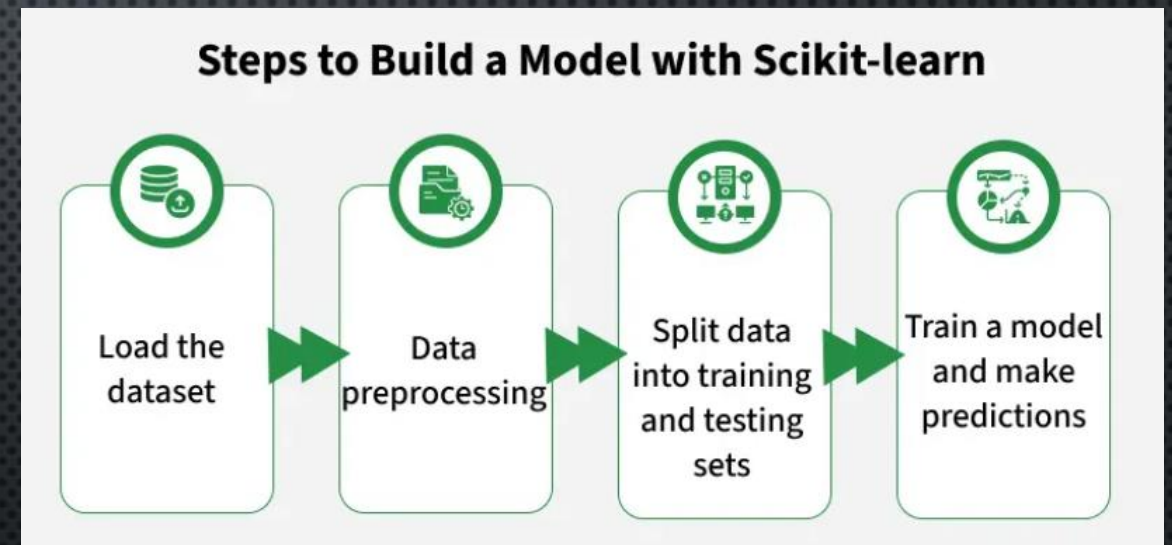 Steps to Build a Model with Scikit-learn
Load the
dataset
Data
preprocessing
Split data
into training
and testing
sets
Train a model
and make
predictions